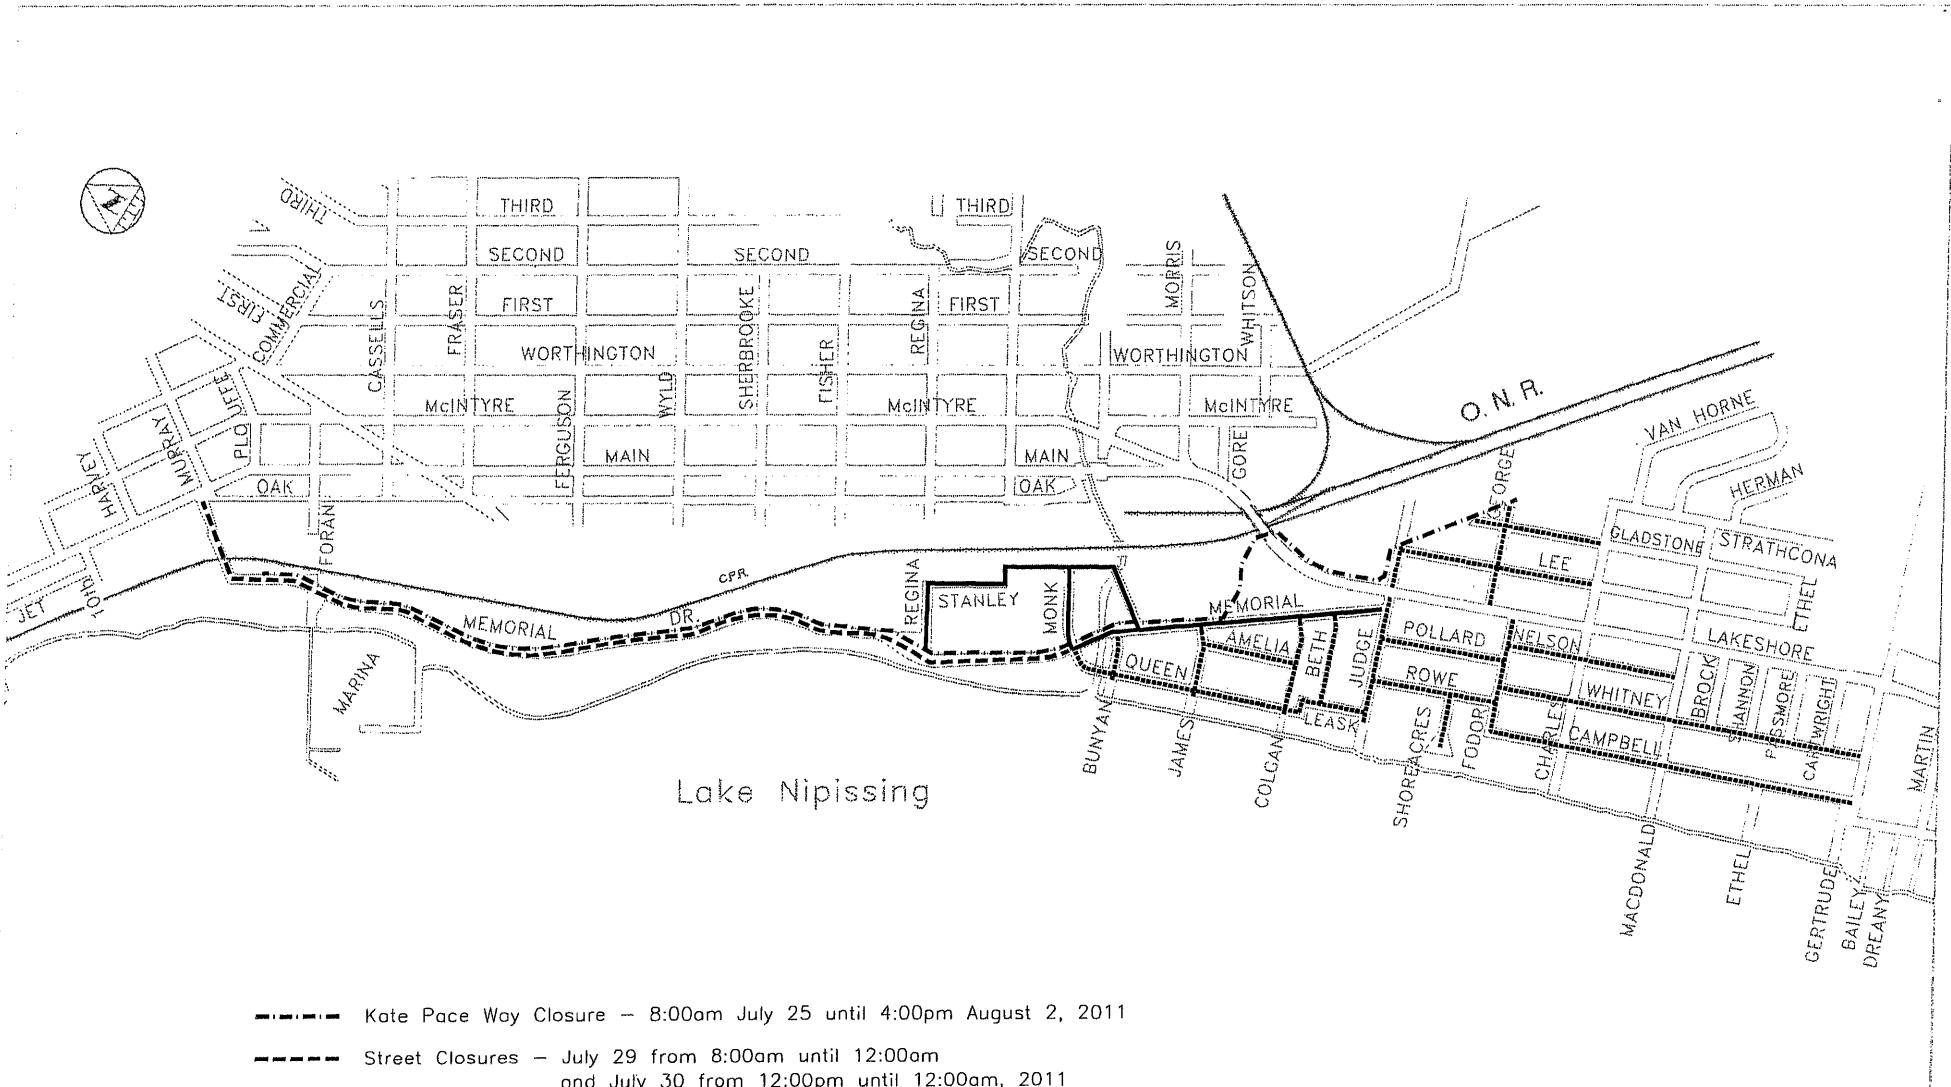 THIRD
THIRD
THIRD
SECOND
SECOND
SECOND
FIRST
FIRST
FIRST
COMMERCIAL
CASSELLS
FRASER
SHERBROOKE
REGINA
MORRIS
WHITSON
WORTHINGTON
WORTHINGTON
FISHER
WYLD
FERGUSON
McINTYRE
McINTYRE
McINTYRE
O. N. R.
VAN HORNE
HARVEY
MURRAY
MAIN
MAIN
GORE
GEORGE
HERMAN
OAK
OAK
FORAN
GLADSTONE
STRATHCONA
LEE
JET
10th
CPR
REGINA
STANLEY
MONK
MEMORIAL
DR.
MEMORIAL
ETHEL
MARINA
QUEEN
AMELIA
BETH
JUDGE
POLLARD
NELSON
LAKESHORE
ROWE
WHITNEY
BROCK
SHANNON
PASSMORE
CARTWRIGHT
LEASK
CAMPBELL
BUNYAN
JAMES
COLGAN
SHOREACRES
FODOR
CHARLES
MARTIN
Lake Nipissing
MACDONALD
ETHEL
GERTRUDE
BAILEY
DREANY
Kate Pace Way Closure – 8:00am July 25 until 4:00pm August 2, 2011
Street Closures – July 29 from 8:00am until 12:00am
and July 30 from 12:00pm until 12:00am, 2011